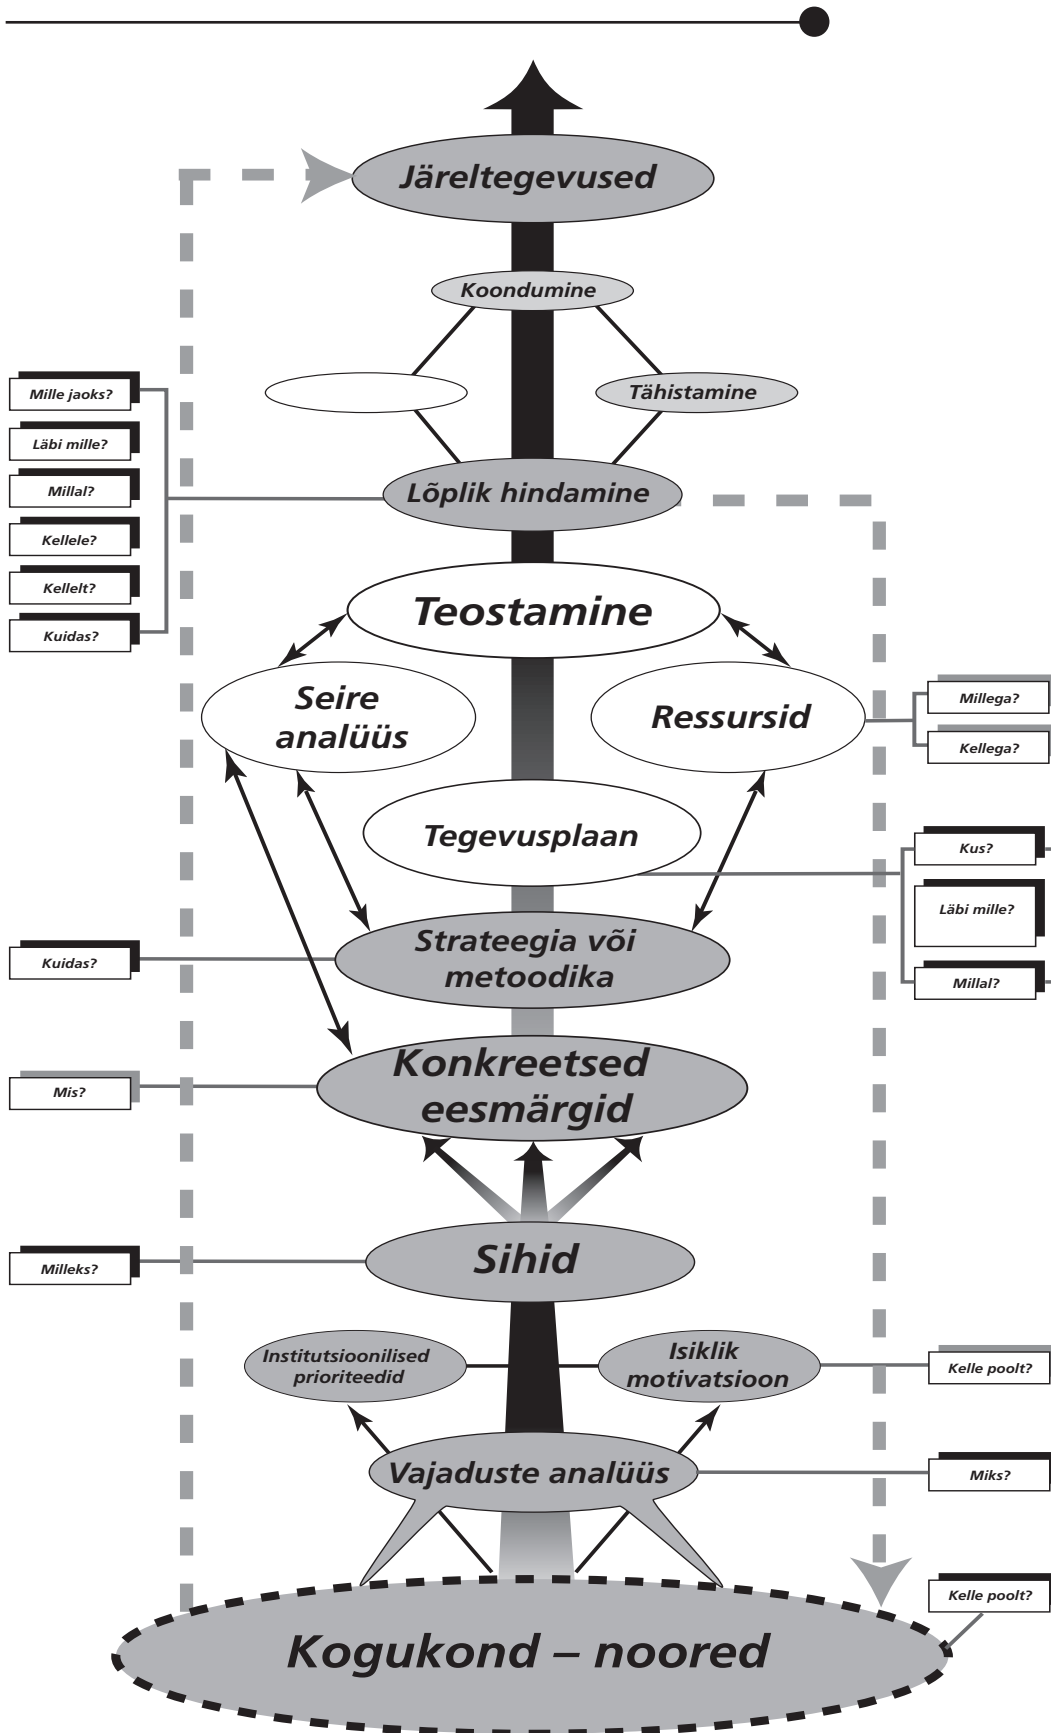 Järeltegevused
Koondumine
Mille jaoks?
Tähistamine
Läbi mille?
Millal?
Lõplik hindamine
Kellele?
Kellelt?
Kuidas?
Teostamine
Seire
analüüs
Ressursid
Millega?
Kellega?
Tegevusplaan
Kus?
Läbi mille?
Millal?
Strateegia või
metoodika
Kuidas?
Konkreetsed
eesmärgid
Mis?
Sihid
Milleks?
Institutsioonilised
prioriteedid
Isiklik
motivatsioon
Kelle poolt?
Vajaduste analüüs
Miks?
Kelle poolt?
Kogukond – noored